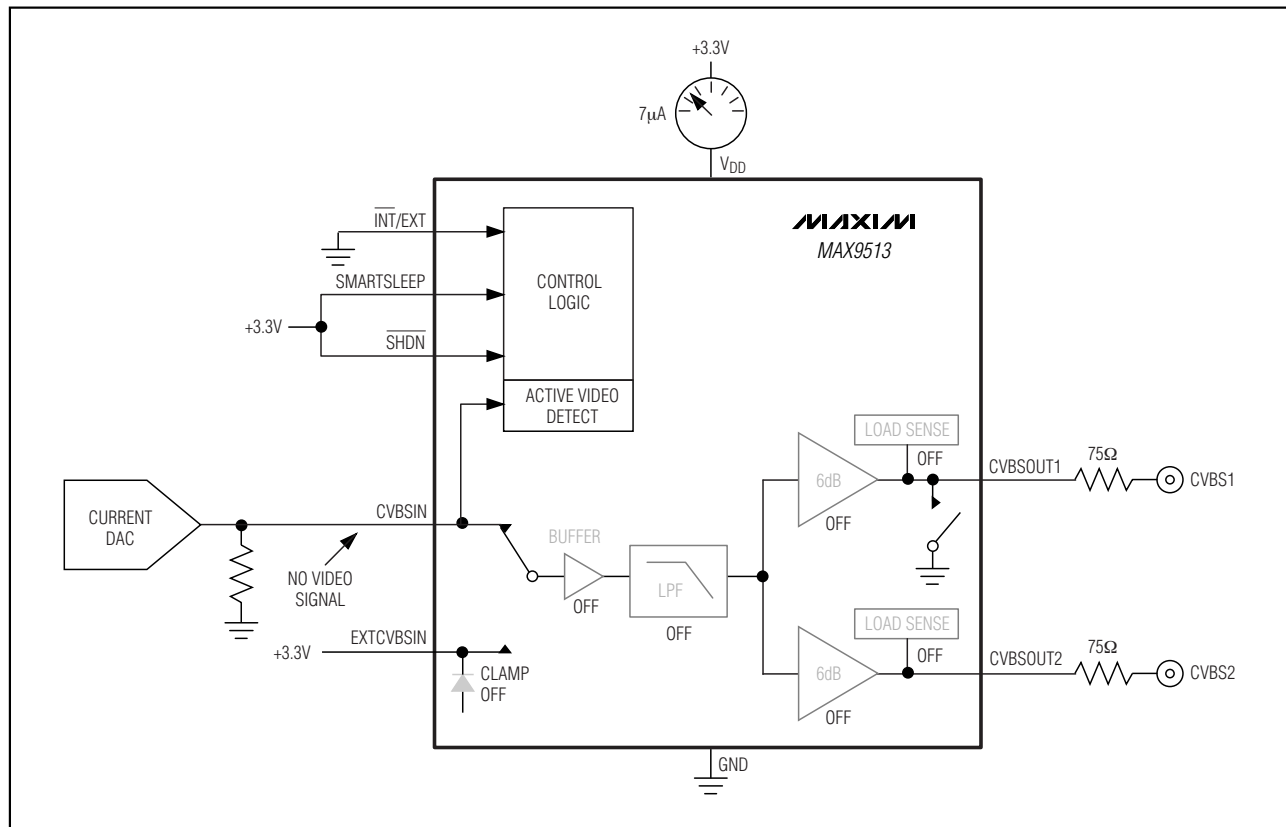 +3.3V
7μA
VDD
INT/EXT
MAXIM
MAX9513
CONTROL
LOGIC
SMARTSLEEP
+3.3V
SHDN
ACTIVE VIDEO
DETECT
LOAD SENSE
OFF
CVBSOUT1
75Ω
CVBS1
6dB
OFF
CURRENT
DAC
CVBSIN
NO VIDEO
SIGNAL
BUFFER
OFF
LPF
OFF
EXTCVBSIN
+3.3V
CLAMP
OFF
LOAD SENSE
OFF
CVBSOUT2
75Ω
CVBS2
6dB
OFF
GND